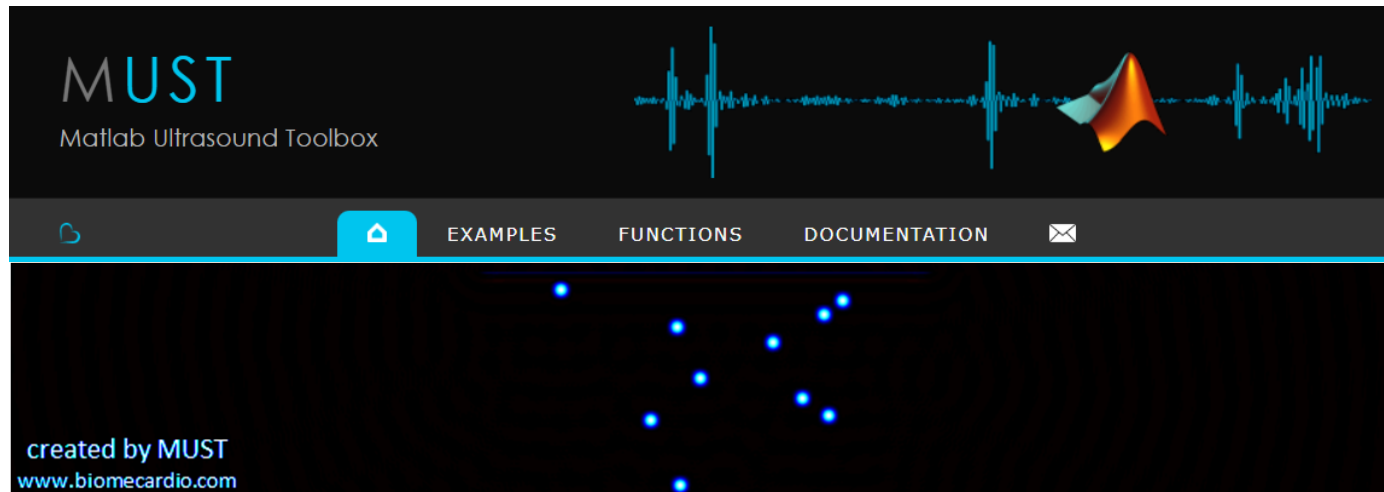 MUST
Matlab Ultrasound Toolbox
EXAMPLES FUNCTIONS DOCUMENTATION
created by MUST
www.biomecardio.com